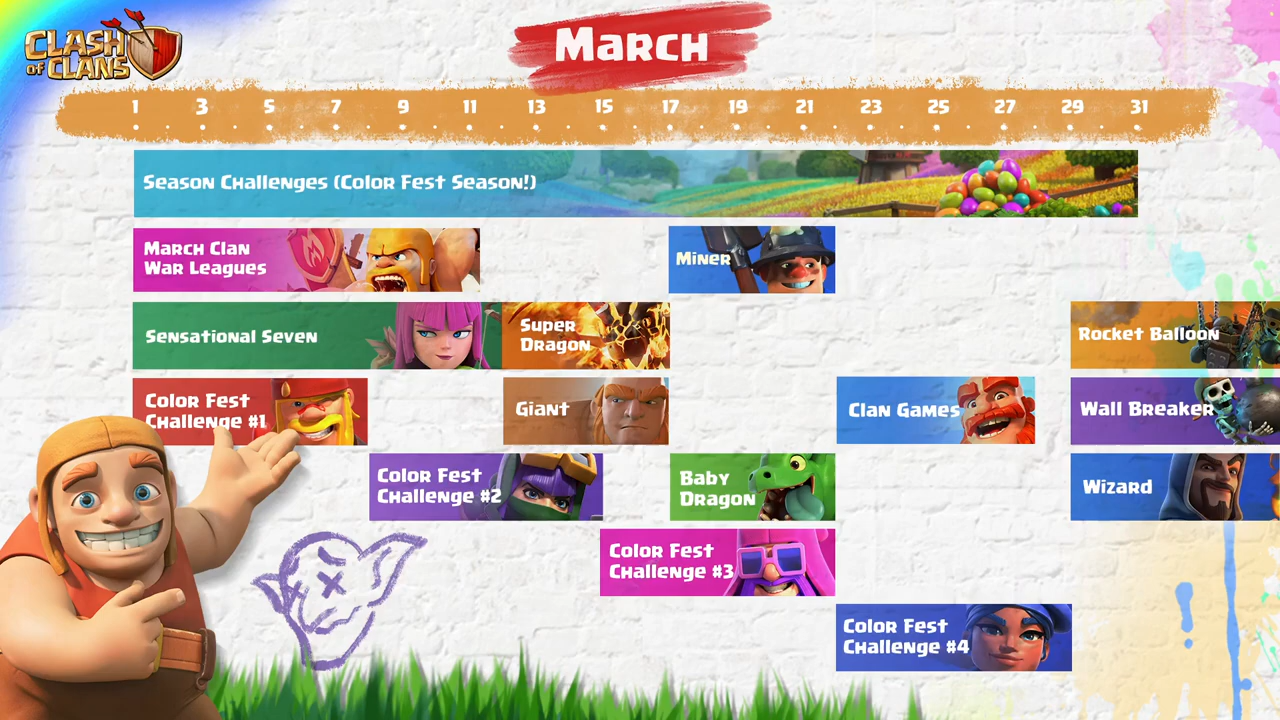 CLASH
OF CLANS
March
1 3 5 7 9 11 13 15 17 19 21 23 25 27 29 31
Season Challenges (Color Fest Season!)
March Clan
War Leagues
Miner
Sensational Seven
Super
Dragon
Rocket Balloon
Color Fest
Challenge #1
Giant
Clan Games
Wall Breaker
Color Fest
Challenge #2
Baby
Dragon
Wizard
Color Fest
Challenge #3
Color Fest
Challenge #4